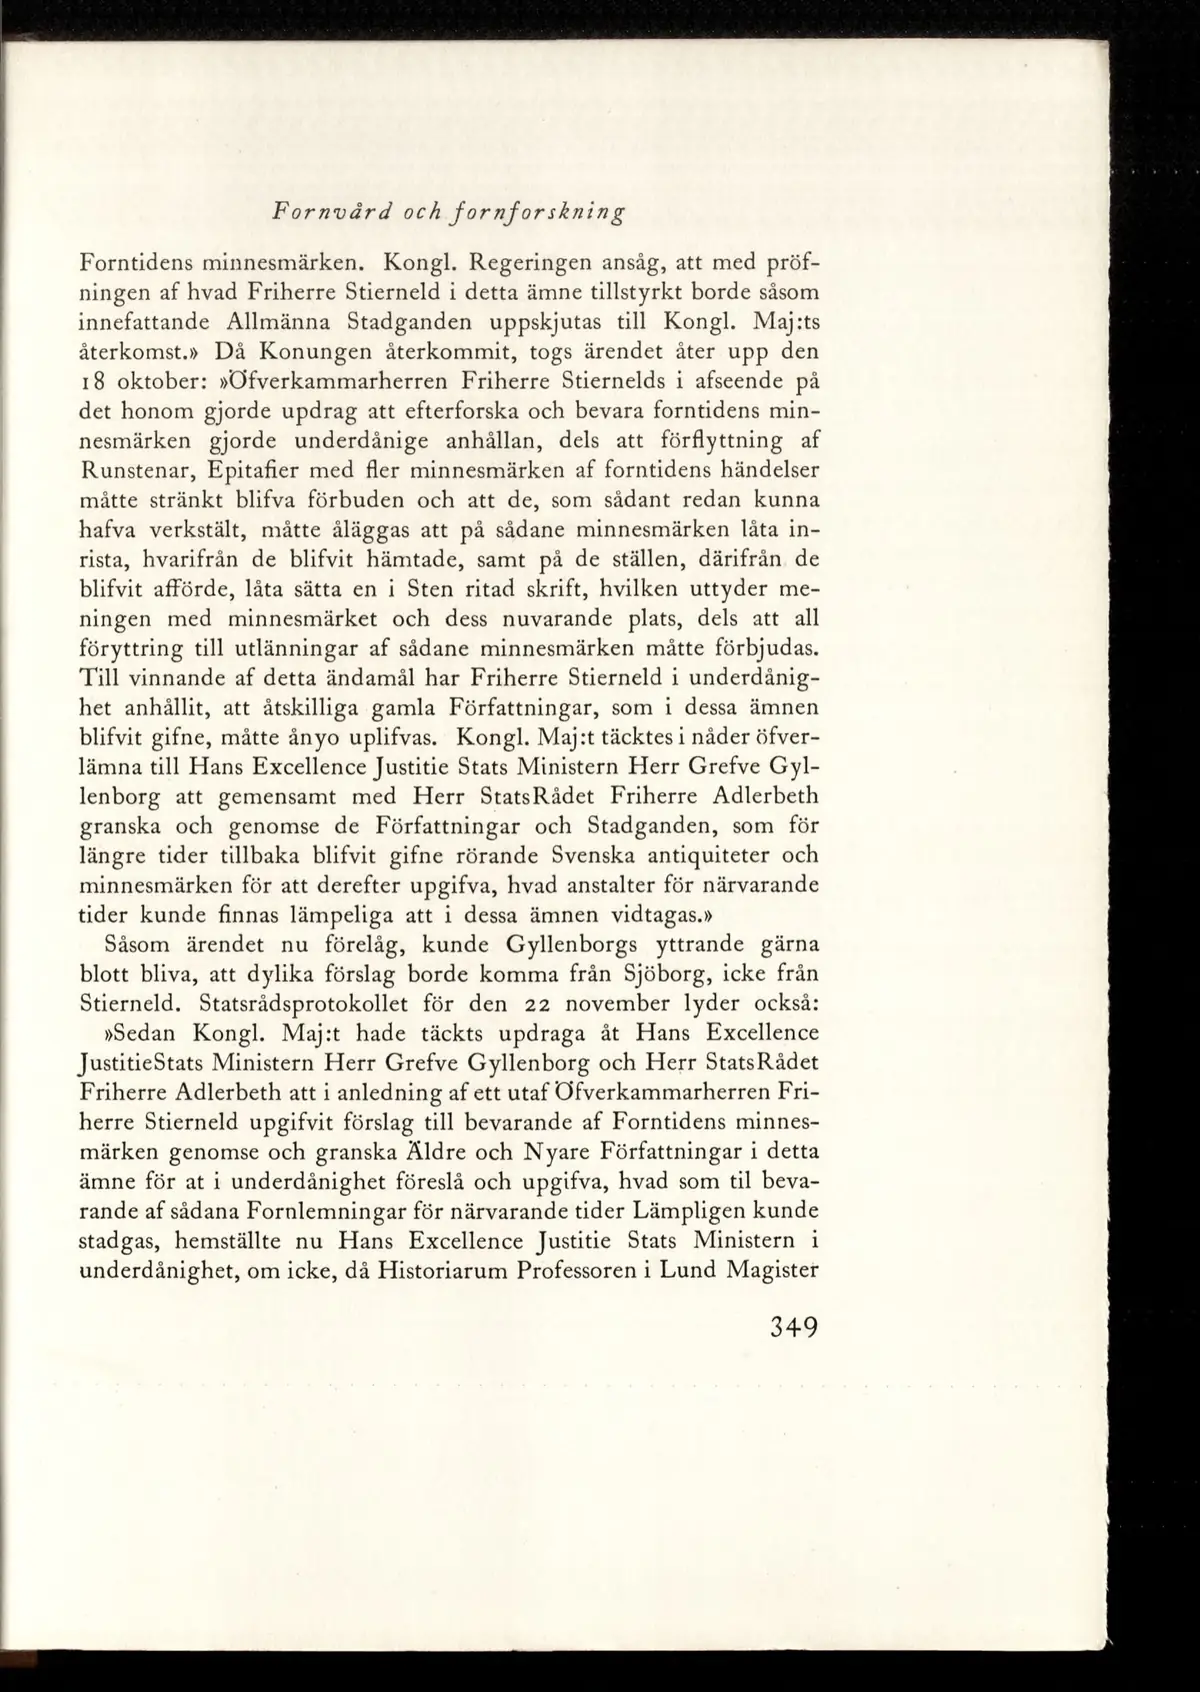 Fornvård och fornforskning
Forntidens minnesmärken. Kongl. Regeringen ansåg, att med pröf-
ningen af hvad Friherre Stierneld i detta ämne tillstyrkt borde såsom
innefattande Allmänna Stadganden uppskjutas till Kongl. Maj:ts
återkomst.» Då Konungen återkommit, togs ärendet åter upp den
18 oktober: »Öfverkammarherren Friherre Stiernelds i afseende på
det honom gjorde updrag att efterforska och bevara forntidens min-
nesmärken gjorde underdånige anhållan, dels att förflyttning af
Runstenar, Epitafier med fler minnesmärken af forntidens händelser
måtte stränkt blifva förbuden och att de, som sådant redan kunna
hafva verkstält, måtte åläggas att på sådane minnesmärken låta in-
rista, hvarifrån de blifvit hämtade, samt på de ställen, därifrån de
blifvit afförde, låta sätta en i Sten ritad skrift, hvilken uttyder me-
ningen med minnesmärket och dess nuvarande plats, dels att all
föryttring till utlänningar af sådane minnesmärken måtte förbjudas.
Till vinnande af detta ändamål har Friherre Stierneld i underdånig-
het anhållit, att åtskilliga gamla Författningar, som i dessa ämnen
blifvit gifne, måtte ånyo uplifvas. Kongl. Maj:t täcktes i nåder öfver-
lämna till Hans Excellence Justitie Stats Ministern Herr Grefve Gyl-
lenborg att gemensamt med Herr StatsRådet Friherre Adlerbeth
granska och genomse de Författningar och Stadganden, som för
längre tider tillbaka blifvit gifne rörande Svenska antiquiteter och
minnesmärken för att derefter upgifva, hvad anstalter för närvarande
tider kunde finnas lämpeliga att i dessa ämnen vidtagas.»
Såsom ärendet nu förelåg, kunde Gyllenborgs yttrande gärna
blott bliva, att dylika förslag borde komma från Sjöborg, icke från
Stierneld. Statsrådsprotokollet för den 22 november lyder också:
»Sedan Kongl. Maj:t hade täckts updraga åt Hans Excellence
JustitieStats Ministern Herr Grefve Gyllenborg och Herr StatsRådet
Friherre Adlerbeth att i anledning af ett utaf Öfverkammarherren Fri-
herre Stierneld upgifvit förslag till bevarande af Forntidens minnes-
märken genomse och granska Äldre och Nyare Författningar i detta
ämne för at i underdånighet föreslå och upgifva, hvad som til beva-
rande af sådana Fornlemningar för närvarande tider Lämpligen kunde
stadgas, hemställte nu Hans Excellence Justitie Stats Ministern i
underdånighet, om icke, då Historiarum Professoren i Lund Magister
349